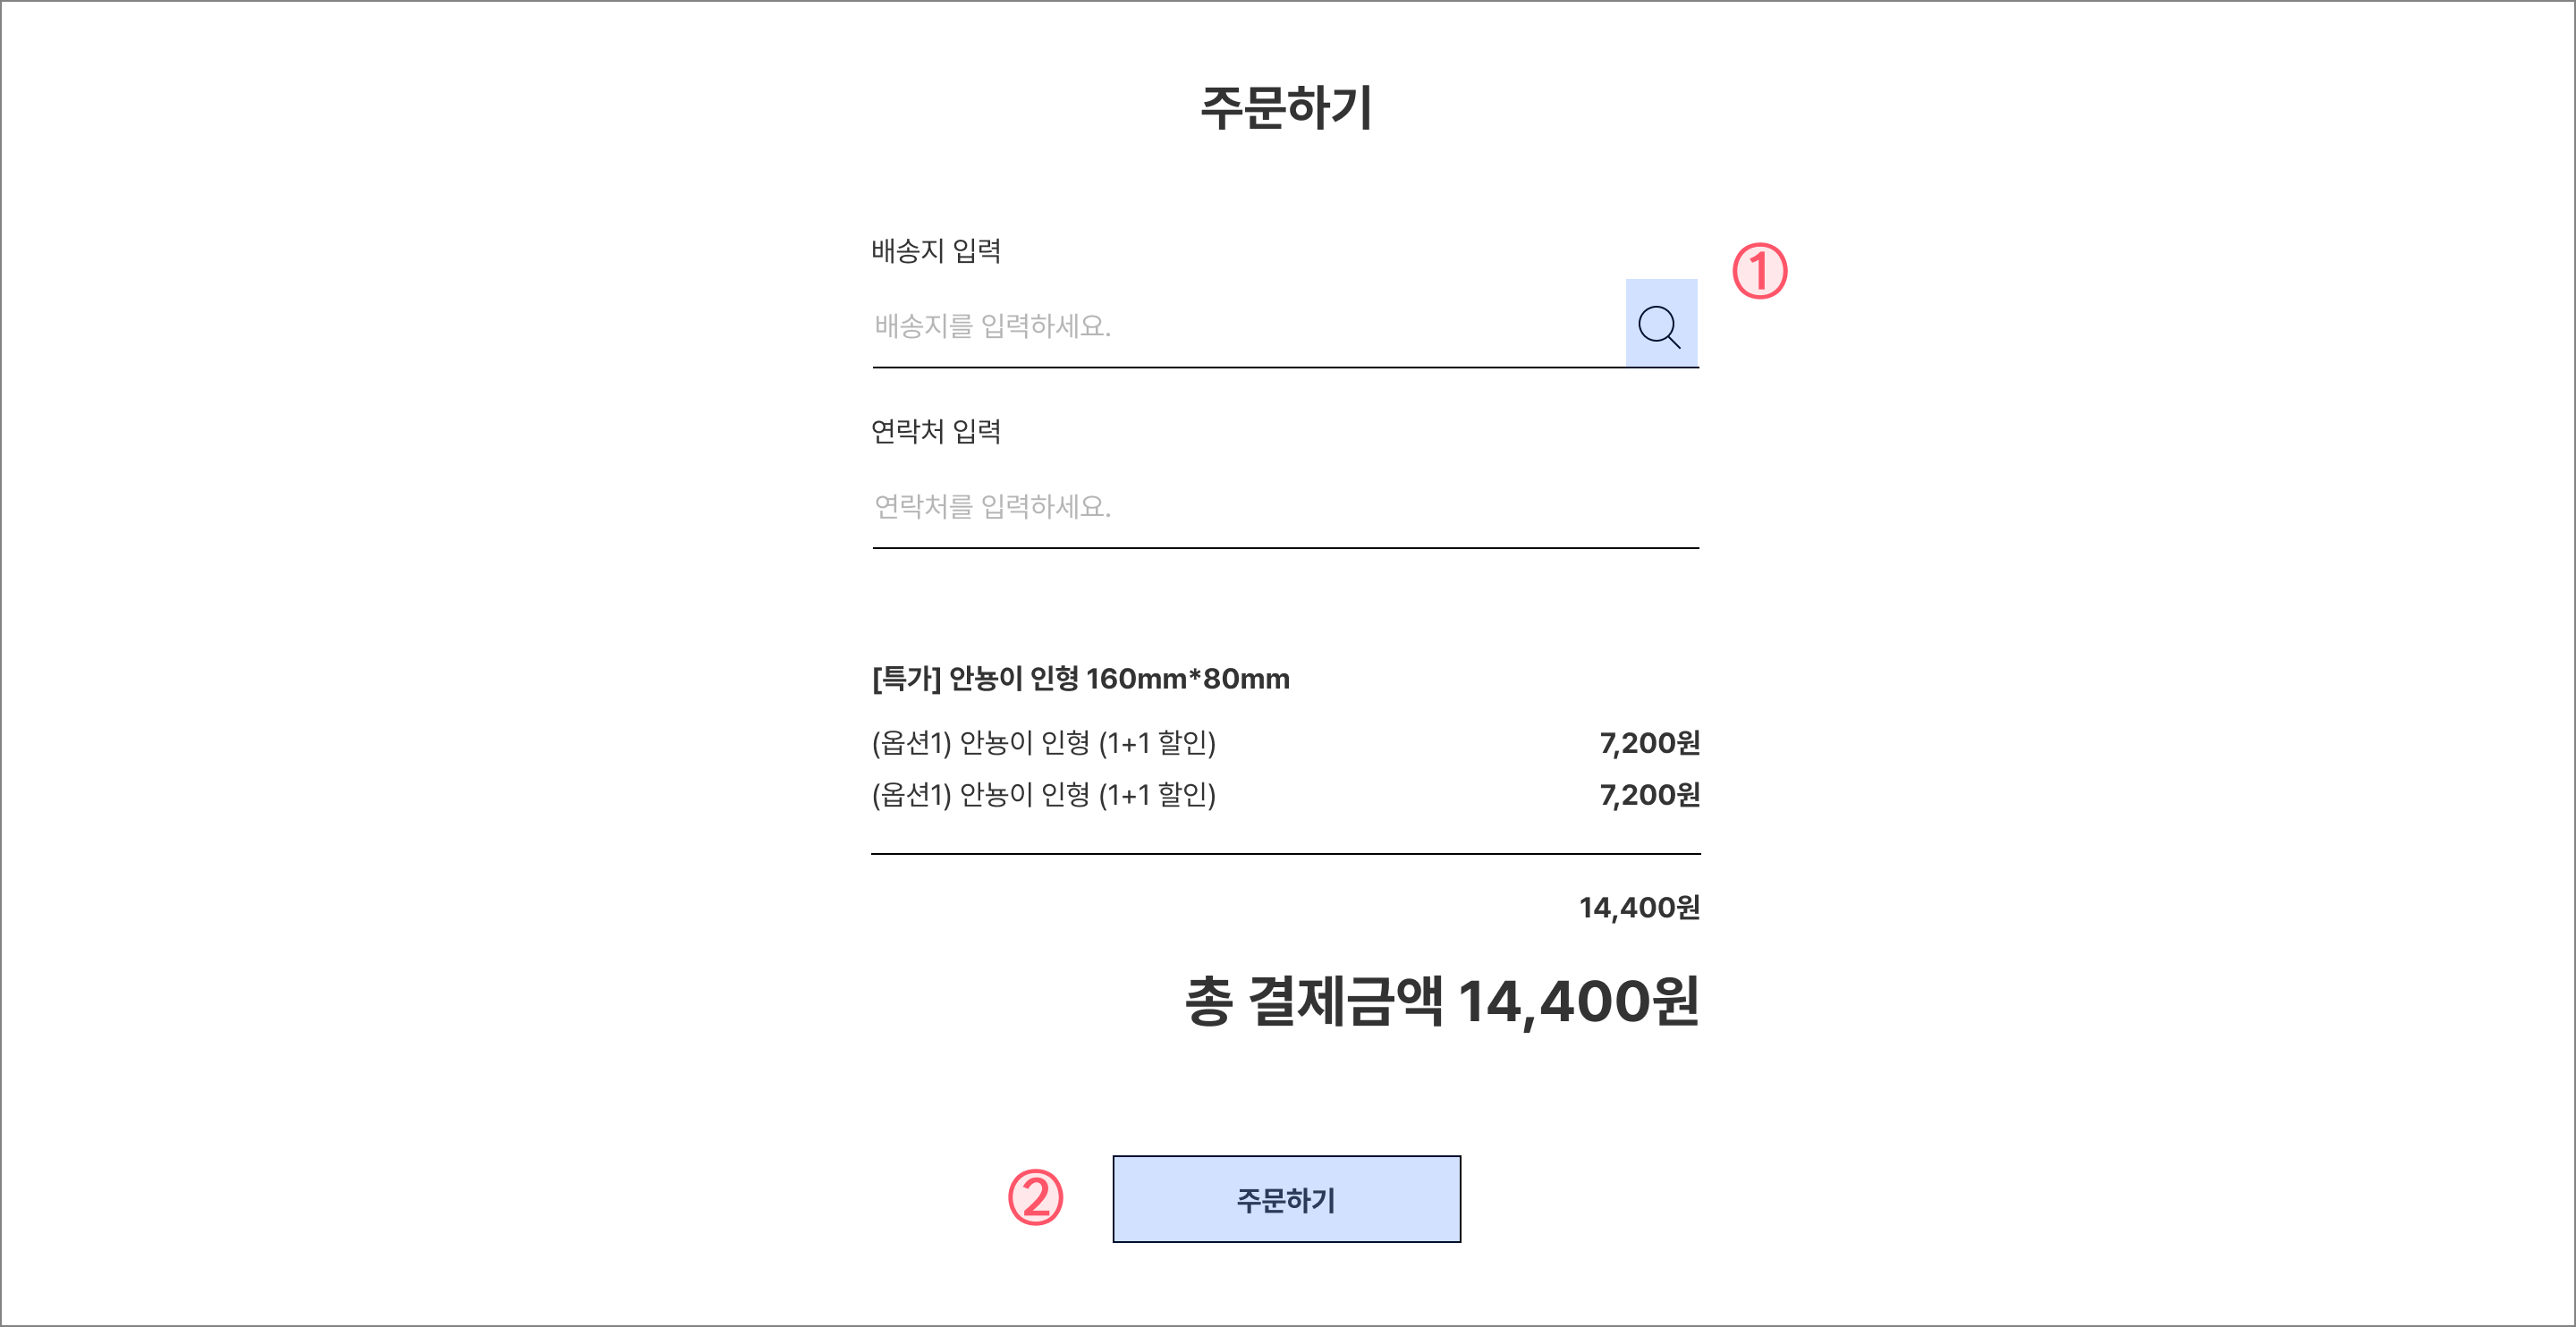 주문하기
배송지 입력
①
배송지를 입력하세요.
연락처 입력
연락처를 입력하세요.
[특가] 안뇽이 인형 160mm*80mm
(옵션1) 안뇽이 인형 (1+1 할인) 7,200원
(옵션1) 안뇽이 인형 (1+1 할인) 7,200원
14,400원
총 결제금액 14,400원
② 주문하기